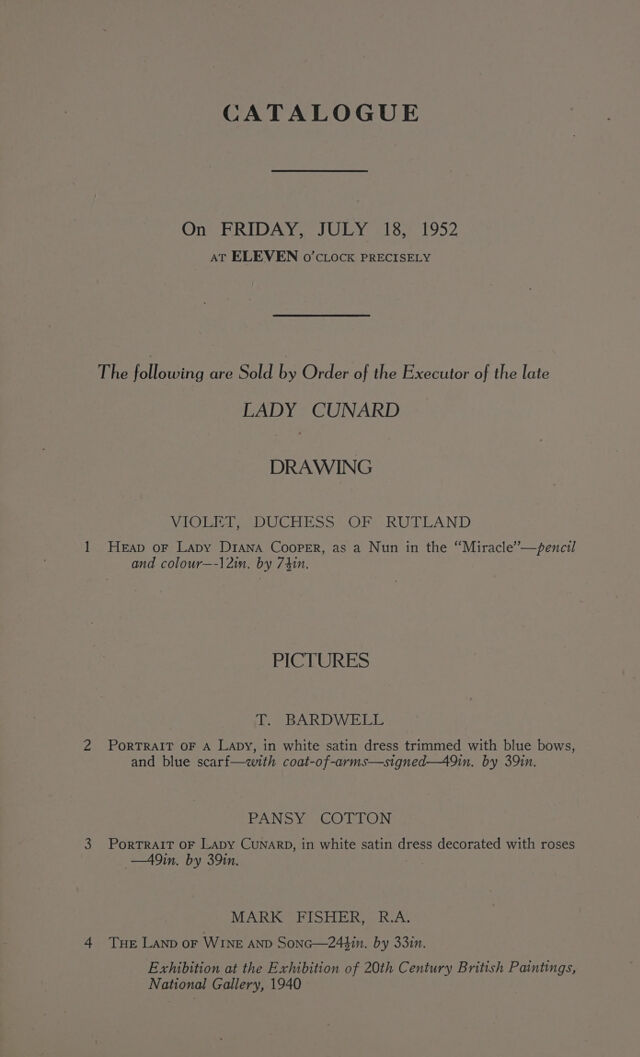 CATALOGUE
On FRIDAY, JULY 18, 1952
AT ELEVEN O'CLOCK PRECISELY
The following are Sold by Order of the Executor of the late
LADY CUNARD
DRAWING
VIOLET, DUCHESS OF RUTLAND
1 HEAD OF LADY DIANA COOPER, as a Nun in the “Miracle”—pencil
and colour—-12in. by 7½in.
PICTURES
T. BARDWELL
2 PORTRAIT OF A LADY, in white satin dress trimmed with blue bows,
and blue scarf—with coat-of-arms—signed—49in. by 39in.
PANSY COTTON
3 PORTRAIT OF LADY CUNARD, in white satin dress decorated with roses
—49in. by 39in.
MARK FISHER, R.A.
4 THE LAND OF WINE AND SONG—24½in. by 33in.
Exhibition at the Exhibition of 20th Century British Paintings,
National Gallery, 1940